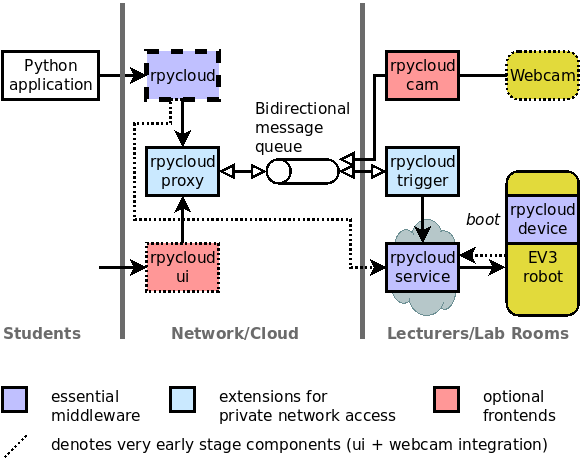 Python
application
rpycloud
rpycloud
cam
Webcam
Bidirectional
message
queue
rpycloud
proxy
rpycloud
trigger
boot
rpycloud
device
rpycloud
ui
rpycloud
service
EV3
robot
Students
Network/Cloud
Lecturers/Lab Rooms
essential
middleware
extensions for
private network access
optional
frontends
denotes very early stage components (ui + webcam integration)